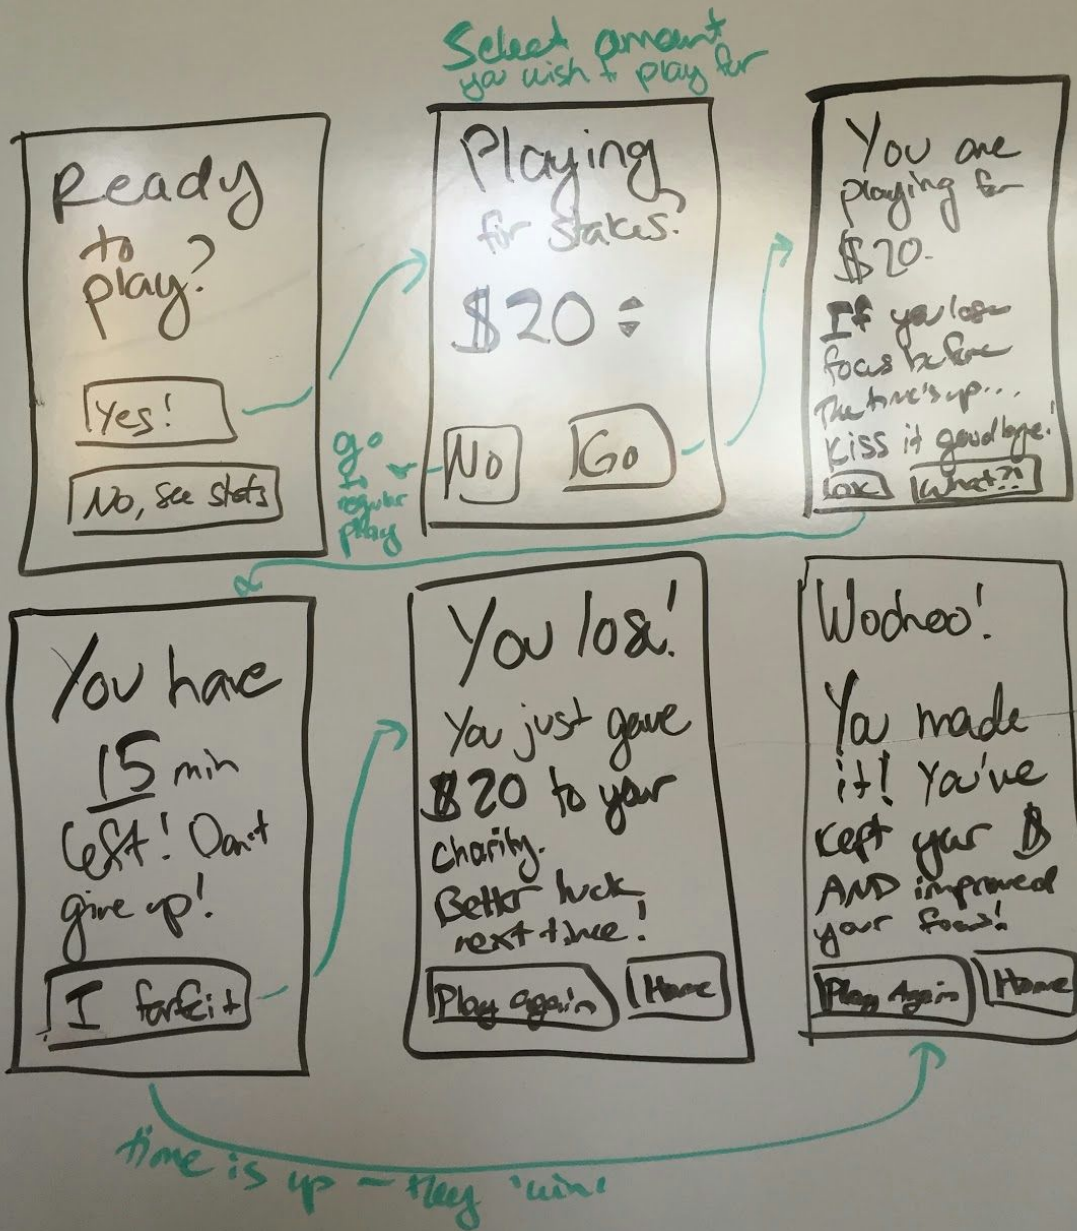 Select amount
you wish to play for
Ready
to
play?
Yes!
No, see stats
Playing
for stakes?
$20
No
Go
go
to
regular
play
You are
playing for
$20.
If you lose
focus before
the time's up...
kiss it goodbye!
OK
What?!
You have
15 min
left! Don't
give up!
I forfeit
You lose!
You just gave
$20 to your
charity.
Better luck
next time!
Play again
Home
Woohoo!
You made
it! You've
kept your $
AND improved
your focus!
Play Again
Home
time is up – they 'win'